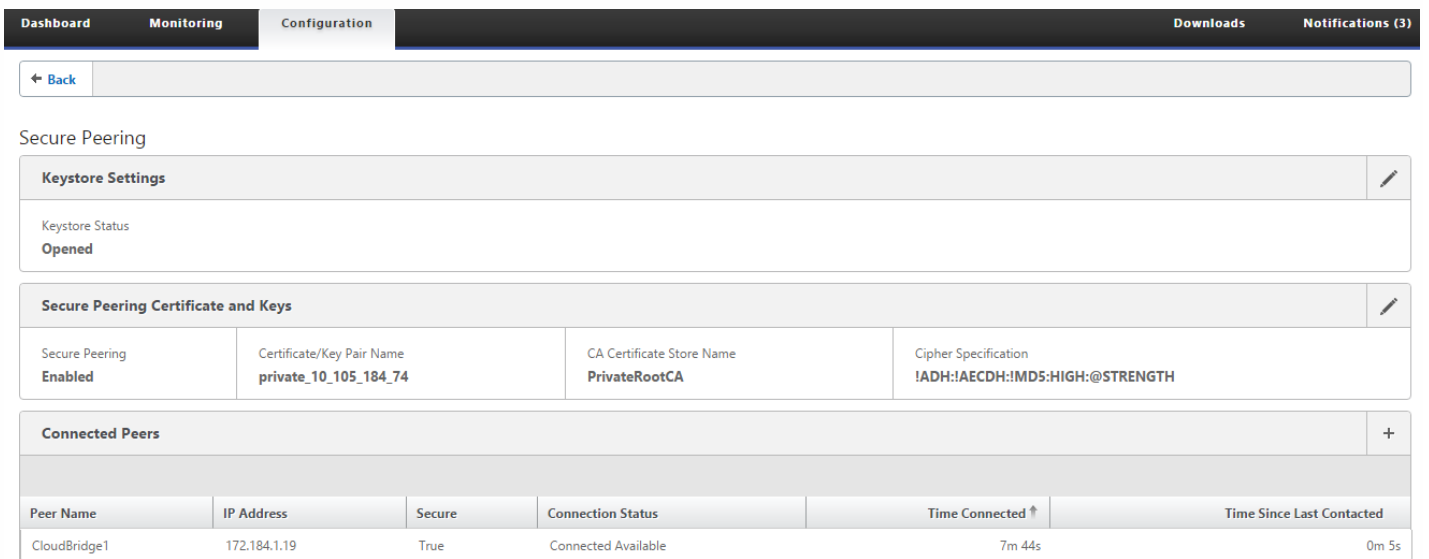 Dashboard Monitoring Configuration Downloads Notifications (3)
Back
Secure Peering
Keystore Settings
Keystore Status
Opened
Secure Peering Certificate and Keys
Secure Peering Certificate/Key Pair Name CA Certificate Store Name Cipher Specification
Enabled private_10_105_184_74 PrivateRootCA !ADH:!AECDH:!MD5:HIGH:@STRENGTH
Connected Peers
Peer Name IP Address Secure Connection Status Time Connected Time Since Last Contacted
CloudBridge1 172.184.1.19 True Connected Available 7m 44s 0m 5s